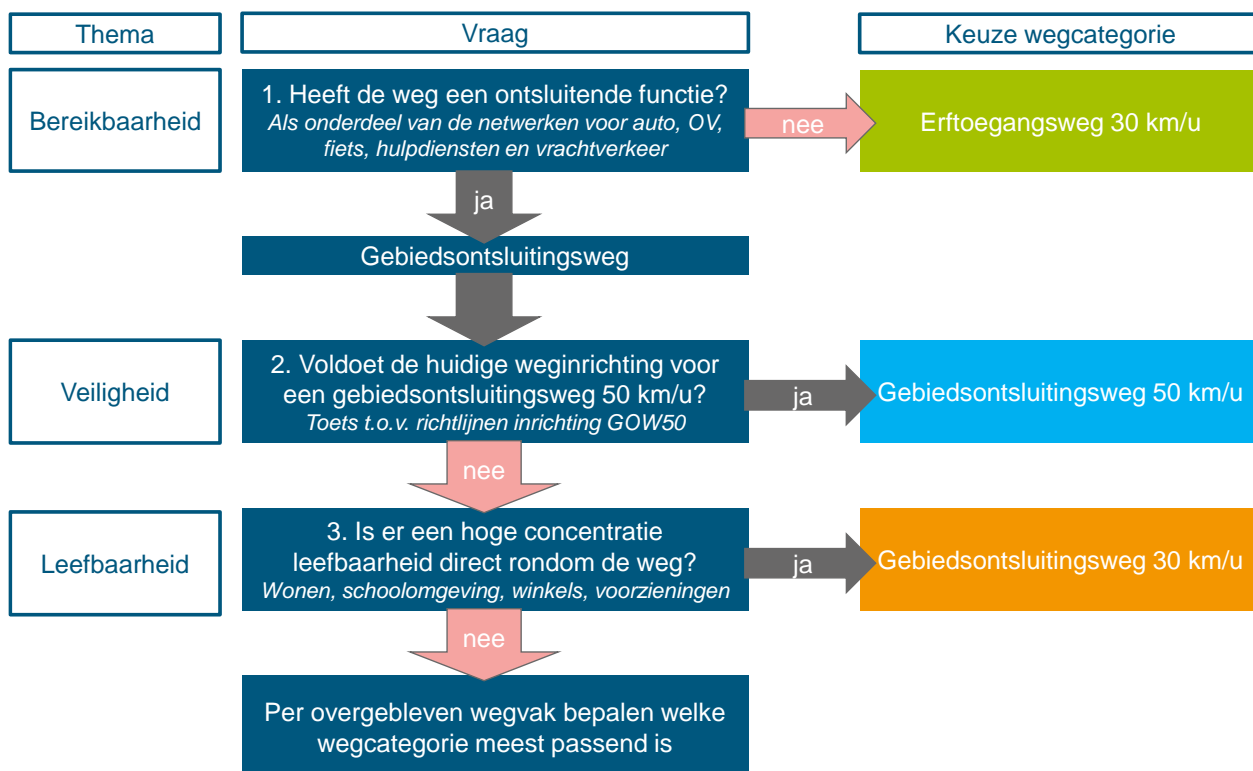 Thema
Vraag
Keuze wegcategorie
Bereikbaarheid
1. Heeft de weg een ontsluitende functie?
Als onderdeel van de netwerken voor auto, OV,
fiets, hulpdiensten en vrachtverkeer
nee
Erftoegangsweg 30 km/u
ja
Gebiedsontsluitingsweg
Veiligheid
2. Voldoet de huidige weginrichting voor
een gebiedsontsluitingsweg 50 km/u?
Toets t.o.v. richtlijnen inrichting GOW50
ja
Gebiedsontsluitingsweg 50 km/u
nee
Leefbaarheid
3. Is er een hoge concentratie
leefbaarheid direct rondom de weg?
Wonen, schoolomgeving, winkels, voorzieningen
ja
Gebiedsontsluitingsweg 30 km/u
nee
Per overgebleven wegvak bepalen welke
wegcategorie meest passend is